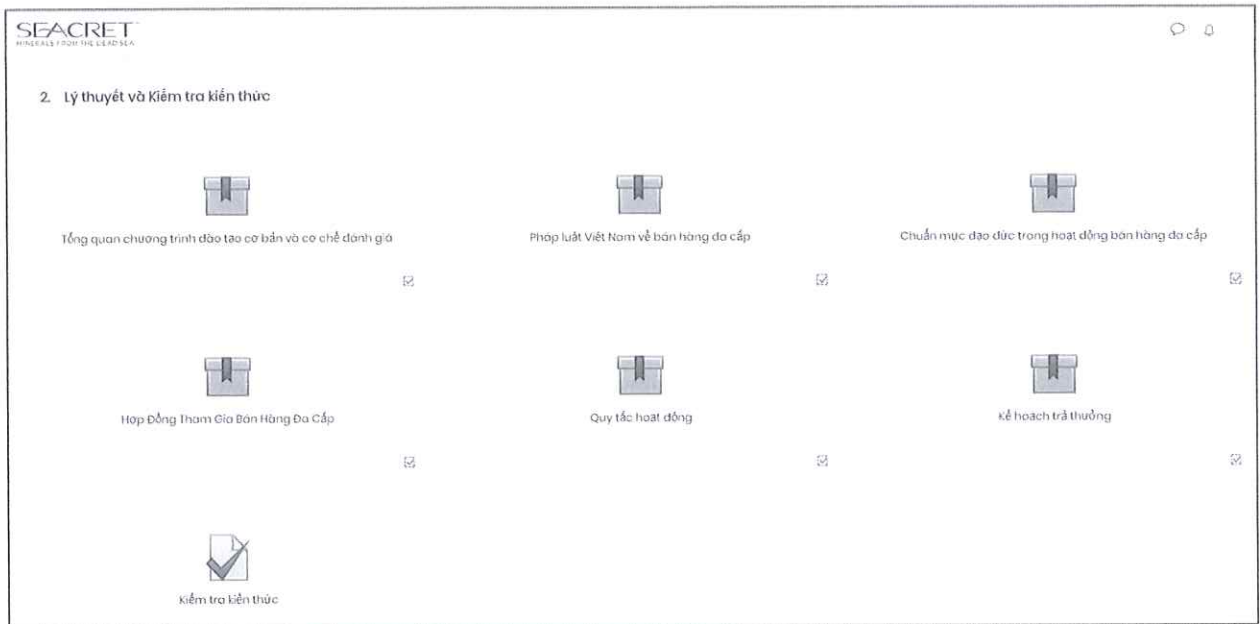 SEACRET
MINERALS FROM THE DEAD SEA
2. Lý thuyết và Kiểm tra kiến thức
Tổng quan chương trình đào tạo cơ bản và cơ chế đánh giá
Pháp luật Việt Nam về bán hàng đa cấp
Chuẩn mực đạo đức trong hoạt động bán hàng đa cấp
Hợp Đồng Tham Gia Bán Hàng Đa Cấp
Quy tắc hoạt động
Kế hoạch trả thưởng
Kiểm tra kiến thức